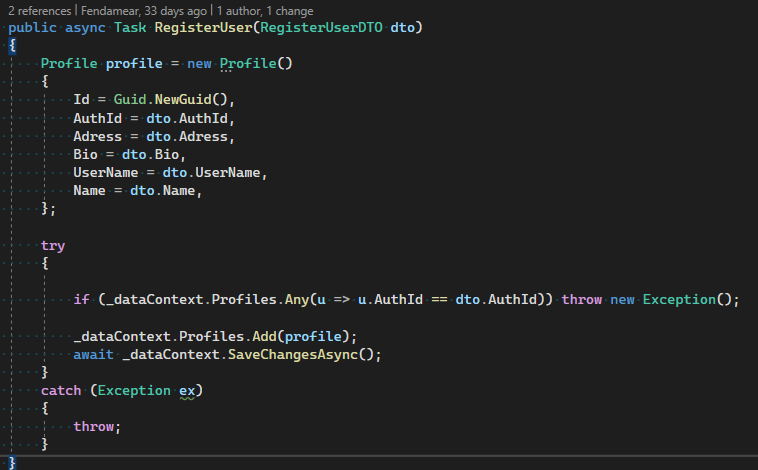 2 references | Fendamear, 33 days ago | 1 author, 1 change
public async Task RegisterUser(RegisterUserDTO dto)
{
Profile profile = new Profile()
{
Id = Guid.NewGuid(),
AuthId = dto.AuthId,
Adress = dto.Adress,
Bio = dto.Bio,
UserName = dto.UserName,
Name = dto.Name,
};
try
{
if (_dataContext.Profiles.Any(u => u.AuthId == dto.AuthId)) throw new Exception();
_dataContext.Profiles.Add(profile);
await _dataContext.SaveChangesAsync();
}
catch (Exception ex)
{
throw;
}
}